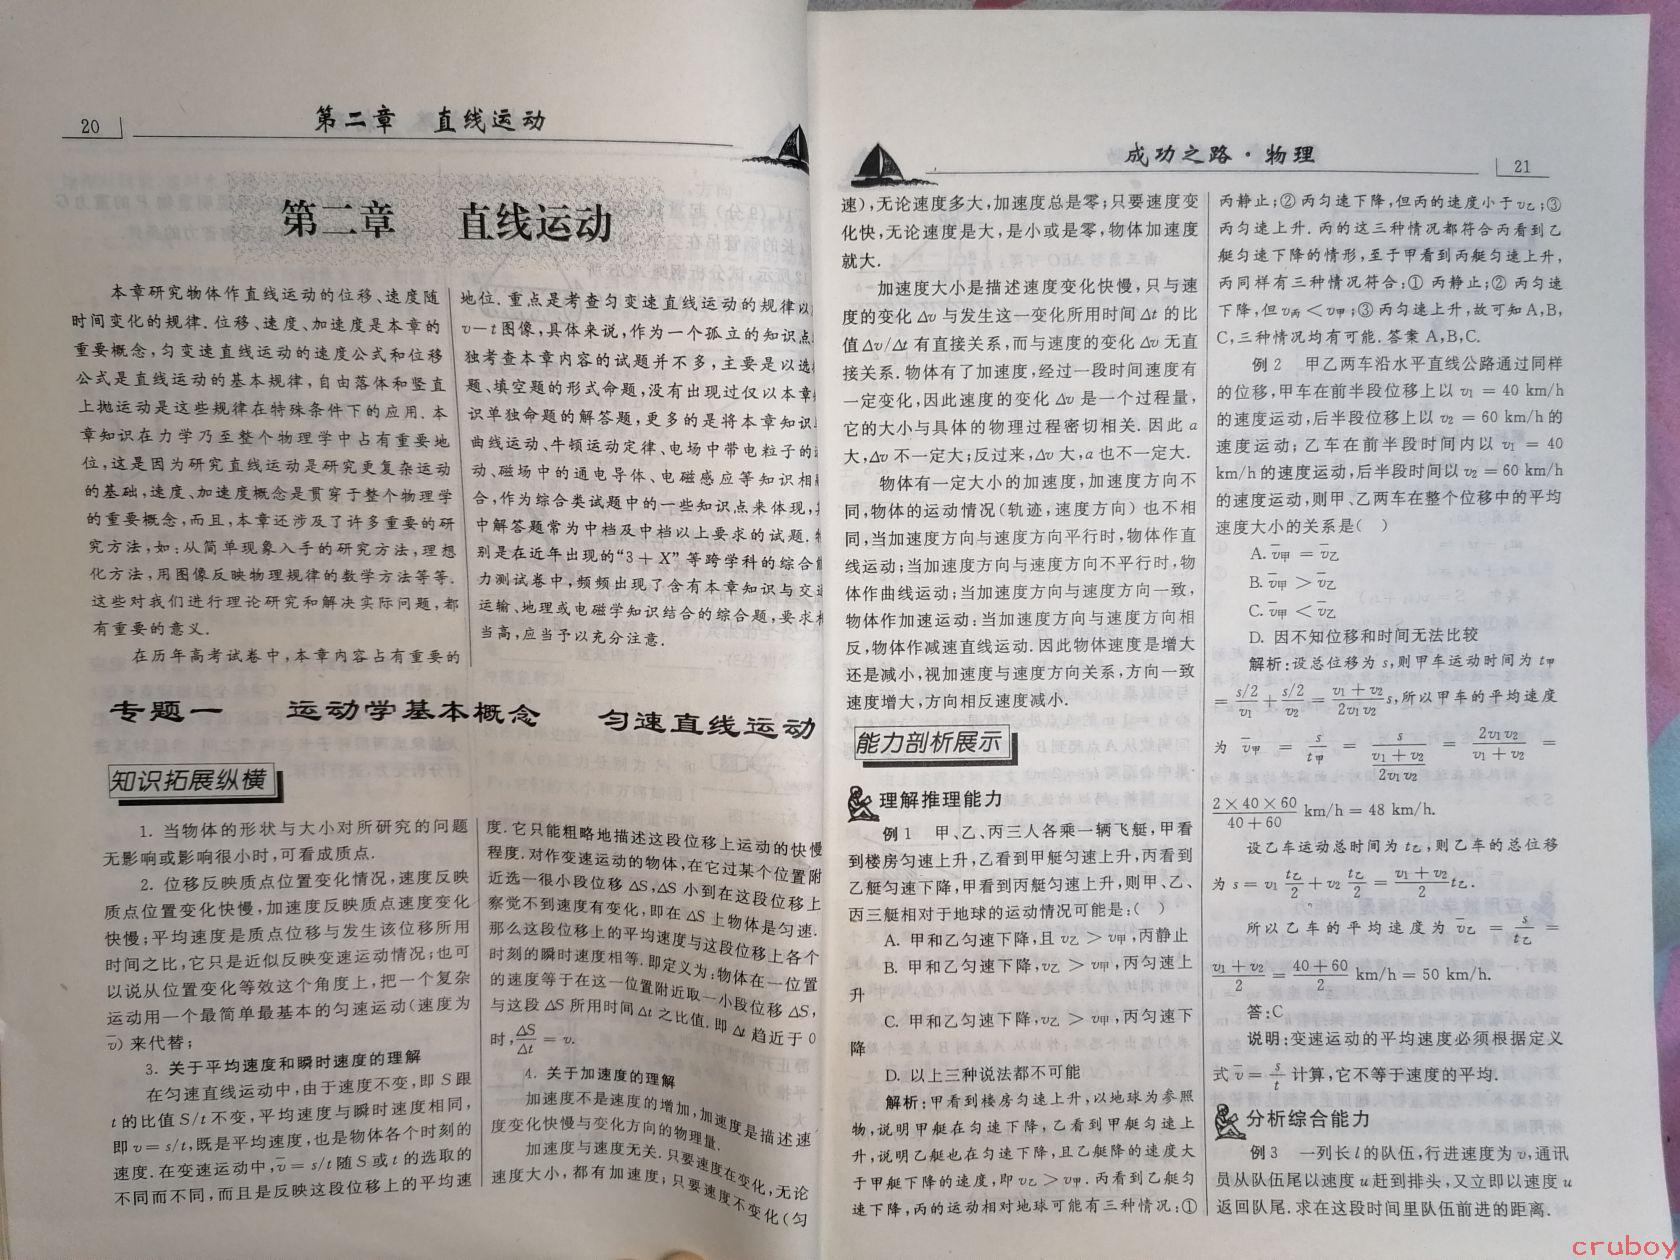 20
第二章 直线运动
第二章 直线运动
本章研究物体作直线运动的位移、速度随
时间变化的规律.位移、速度、加速度是本章的
重要概念,匀变速直线运动的速度公式和位移
公式是直线运动的基本规律,自由落体和竖直
上抛运动是这些规律在特殊条件下的应用.本
章知识在力学乃至整个物理学中占有重要地
位,这是因为研究直线运动是研究更复杂运动
的基础,速度、加速度概念是贯穿于整个物理学
的重要概念,而且,本章还涉及了许多重要的研
究方法,如:从简单现象入手的研究方法,理想
化方法,用图像反映物理规律的数学方法等等.
这些对我们进行理论研究和解决实际问题,都
有重要的意义.
在历年高考试卷中,本章内容占有重要的
地位.重点是考查匀变速直线运动的规律以
v—t图像,具体来说,作为一个孤立的知识点
独考查本章内容的试题并不多,主要是以选
题、填空题的形式命题,没有出现过仅以本章
识单独命题的解答题,更多的是将本章知识
曲线运动、牛顿运动定律、电场中带电粒子的
动、磁场中的通电导体、电磁感应等知识相
合,作为综合类试题中的一些知识点来体现,
中解答题常为中档及中档以上要求的试题.
别是在近年出现的“3+X”等跨学科的综合
力测试卷中,频频出现了含有本章知识与交
运输、地理或电磁学知识结合的综合题,要求
当高,应当予以充分注意.
专题一 运动学基本概念 匀速直线运动
知识拓展纵横
1. 当物体的形状与大小对所研究的问题
无影响或影响很小时,可看成质点.
2. 位移反映质点位置变化情况,速度反映
质点位置变化快慢,加速度反映质点速度变化
快慢;平均速度是质点位移与发生该位移所用
时间之比,它只是近似反映变速运动情况;也可
以说从位置变化等效这个角度上,把一个复杂
运动用一个最简单最基本的匀速运动(速度为
v̄)来代替;
3. 关于平均速度和瞬时速度的理解
在匀速直线运动中,由于速度不变,即 S 跟
t 的比值 S/t 不变,平均速度与瞬时速度相同,
即 v=s/t,既是平均速度,也是物体各个时刻的
速度.在变速运动中,v̄=s/t 随 S 或 t 的选取的
不同而不同,而且是反映这段位移上的平均速
度.它只能粗略地描述这段位移上运动的快慢
程度.对作变速运动的物体,在它过某个位置附
近选一很小段位移 ΔS,ΔS 小到在这段位移上
察觉不到速度有变化,即在 ΔS 上物体是匀速.
那么这段位移上的平均速度与这段位移上各个
时刻的瞬时速度相等.即定义为:物体在一位置
的速度等于在这一位置附近取一小段位移 ΔS,
与这段 ΔS 所用时间 Δt 之比值.即 Δt 趋近于 0
时,ΔS/Δt = v.
4. 关于加速度的理解
加速度不是速度的增加,加速度是描述速
度变化快慢与变化方向的物理量.
加速度与速度无关.只要速度在变化,无论
速度大小,都有加速度;只要速度不变化(匀
成功之路·物理
21
速),无论速度多大,加速度总是零;只要速度变
化快,无论速度是大,是小或是零,物体加速度
就大.
加速度大小是描述速度变化快慢,只与速
度的变化 Δv 与发生这一变化所用时间 Δt 的比
值 Δv/Δt 有直接关系,而与速度的变化 Δv 无直
接关系.物体有了加速度,经过一段时间速度有
一定变化,因此速度的变化 Δv 是一个过程量,
它的大小与具体的物理过程密切相关.因此 a
大,Δv 不一定大;反过来,Δv 大,a 也不一定大.
物体有一定大小的加速度,加速度方向不
同,物体的运动情况(轨迹,速度方向)也不相
同,当加速度方向与速度方向平行时,物体作直
线运动;当加速度方向与速度方向不平行时,物
体作曲线运动;当加速度方向与速度方向一致,
物体作加速运动;当加速度方向与速度方向相
反,物体作减速直线运动.因此物体速度是增大
还是减小,视加速度与速度方向关系,方向一致
速度增大,方向相反速度减小.
能力剖析展示
理解推理能力
例 1 甲、乙、丙三人各乘一辆飞艇,甲看
到楼房匀速上升,乙看到甲艇匀速上升,丙看到
乙艇匀速下降,甲看到丙艇匀速上升,则甲、乙、
丙三艇相对于地球的运动情况可能是:( )
A. 甲和乙匀速下降,且 v乙 > v甲,丙静止
B. 甲和乙匀速下降,v乙 > v甲,丙匀速上
升
C. 甲和乙匀速下降,v乙 > v甲,丙匀速下
降
D. 以上三种说法都不可能
解析:甲看到楼房匀速上升,以地球为参照
物,说明甲艇在匀速下降,乙看到甲艇匀速上
升,说明乙艇也在匀速下降,且乙艇降的速度大
于甲艇下降的速度,即 v乙 > v甲.丙看到乙艇匀
速下降,丙的运动相对地球可能有三种情况:①
丙静止;② 丙匀速下降,但丙的速度小于 v乙;③
丙匀速上升.丙的这三种情况都符合丙看到乙
艇匀速下降的情形,至于甲看到丙艇匀速上升,
丙同样有三种情况符合:① 丙静止;② 丙匀速
下降,但 v丙 < v甲;③ 丙匀速上升,故可知 A,B,
C,三种情况均有可能.答案 A,B,C.
例 2 甲乙两车沿水平直线公路通过同样
的位移,甲车在前半段位移上以 v1 = 40 km/h
的速度运动,后半段位移上以 v2 = 60 km/h 的
速度运动;乙车在前半段时间内以 v1 = 40
km/h 的速度运动,后半段时间以 v2 = 60 km/h
的速度运动,则甲、乙两车在整个位移中的平均
速度大小的关系是( )
A. v̄甲 = v̄乙
B. v̄甲 > v̄乙
C. v̄甲 < v̄乙
D. 因不知位移和时间无法比较
解析:设总位移为 s,则甲车运动时间为 t甲
= (s/2)/v1 + (s/2)/v2 = (v1+v2)/(2v1v2) s,所以甲车的平均速度
为 v̄甲 = s/t甲 = s/((v1+v2)/(2v1v2)) = 2v1v2/(v1+v2) =
(2×40×60)/(40+60) km/h = 48 km/h.
设乙车运动总时间为 t乙,则乙车的总位移
为 s = v1 t乙/2 + v2 t乙/2 = (v1+v2)/2 t乙.
所以乙车的平均速度为 v̄乙 = s/t乙 =
(v1+v2)/2 = (40+60)/2 km/h = 50 km/h.
答:C
说明:变速运动的平均速度必须根据定义
式 v̄ = s/t 计算,它不等于速度的平均.
分析综合能力
例 3 一列长 l 的队伍,行进速度为 v,通讯
员从队伍尾以速度 u 赶到排头,又立即以速度 u
返回队尾.求在这段时间里队伍前进的距离.
cruboy